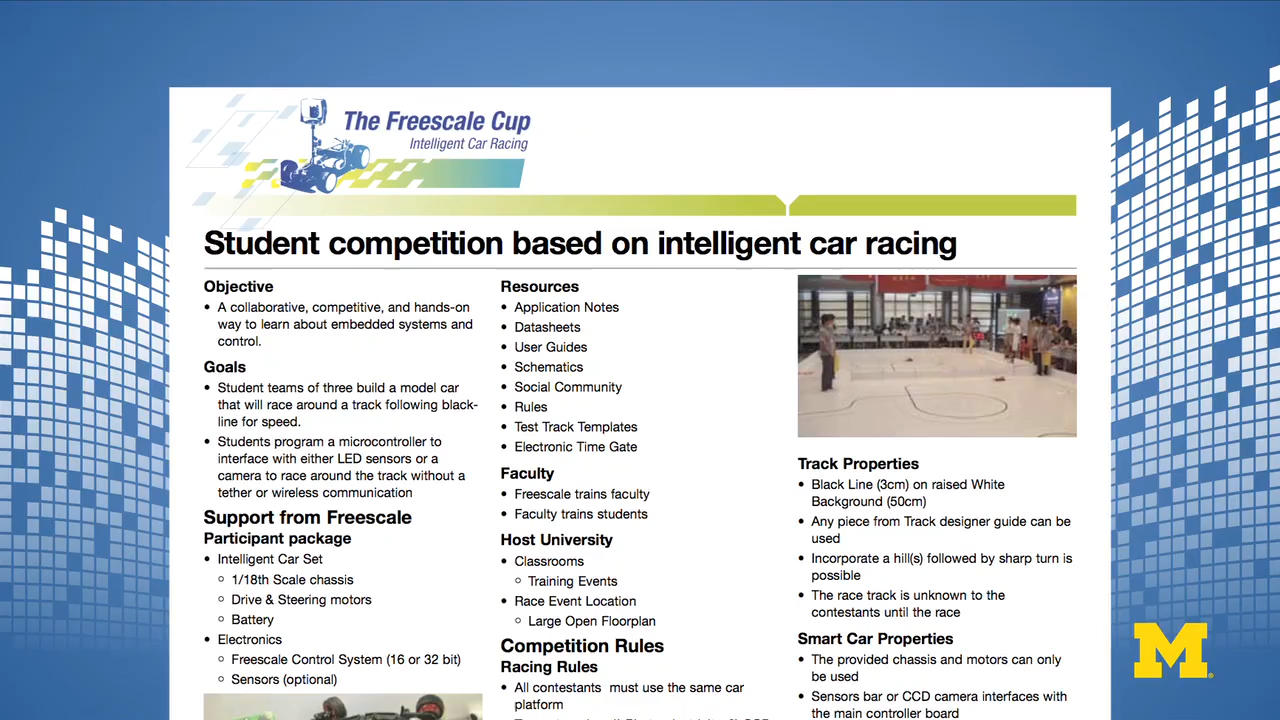 The Freescale Cup
Intelligent Car Racing
Student competition based on intelligent car racing
Objective
• A collaborative, competitive, and hands-on
way to learn about embedded systems and
control.
Goals
• Student teams of three build a model car
that will race around a track following black-
line for speed.
• Students program a microcontroller to
interface with either LED sensors or a
camera to race around the track without a
tether or wireless communication
Support from Freescale
Participant package
• Intelligent Car Set
○ 1/18th Scale chassis
○ Drive & Steering motors
○ Battery
• Electronics
○ Freescale Control System (16 or 32 bit)
○ Sensors (optional)
Resources
• Application Notes
• Datasheets
• User Guides
• Schematics
• Social Community
• Rules
• Test Track Templates
• Electronic Time Gate
Faculty
• Freescale trains faculty
• Faculty trains students
Host University
• Classrooms
○ Training Events
• Race Event Location
○ Large Open Floorplan
Competition Rules
Racing Rules
• All contestants must use the same car
platform
Track Properties
• Black Line (3cm) on raised White
Background (50cm)
• Any piece from Track designer guide can be
used
• Incorporate a hill(s) followed by sharp turn is
possible
• The race track is unknown to the
contestants until the race
Smart Car Properties
• The provided chassis and motors can only
be used
• Sensors bar or CCD camera interfaces with
the main controller board
M